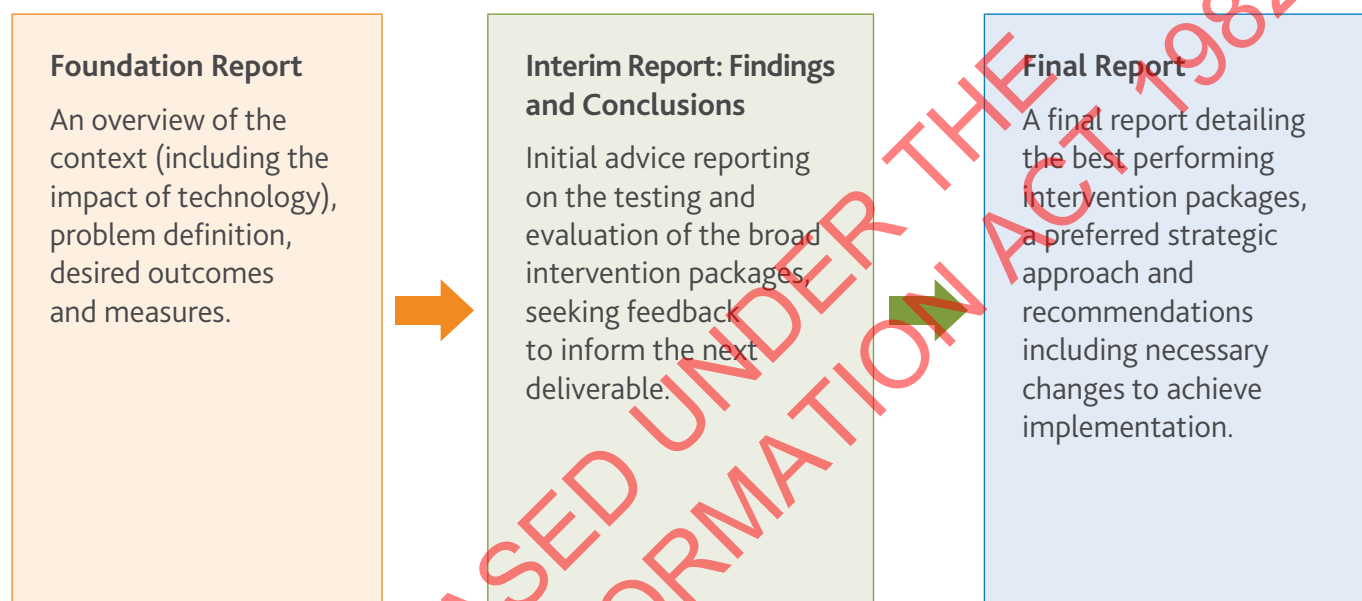 Foundation Report
An overview of the
context (including the
impact of technology),
problem definition,
desired outcomes
and measures.
Interim Report: Findings
and Conclusions
Initial advice reporting
on the testing and
evaluation of the broad
intervention packages,
seeking feedback
to inform the next
deliverable.
Final Report
A final report detailing
the best performing
intervention packages,
a preferred strategic
approach and
recommendations
including necessary
changes to achieve
implementation.
ASED UNDER THE
ORMATION ACT 1982